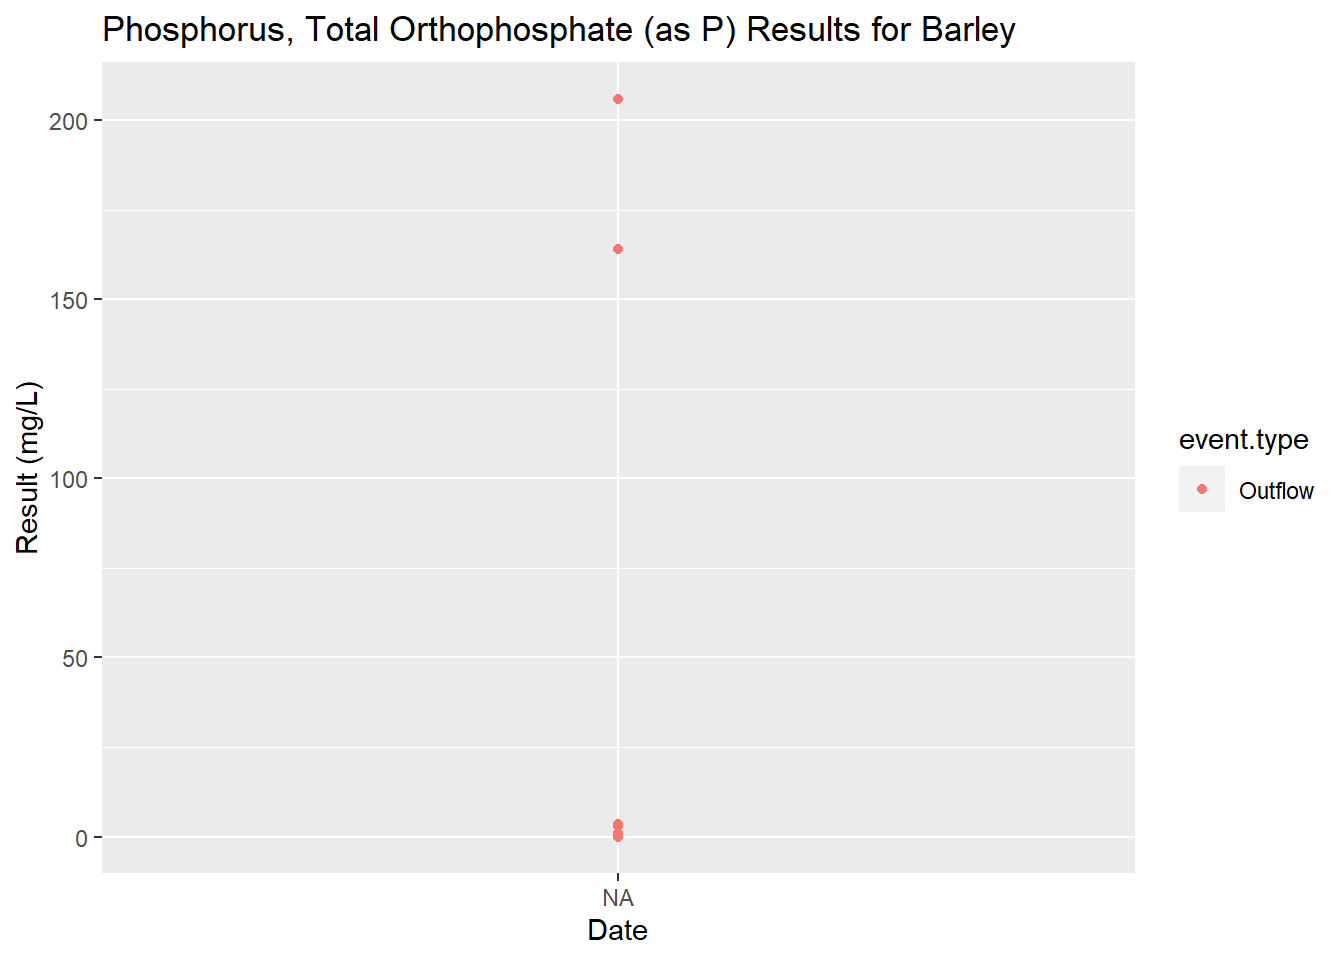 Phosphorus, Total Orthophosphate (as P) Results for Barley
200
150
100
50
0
Result (mg/L)
NA
Date
event.type
Outflow